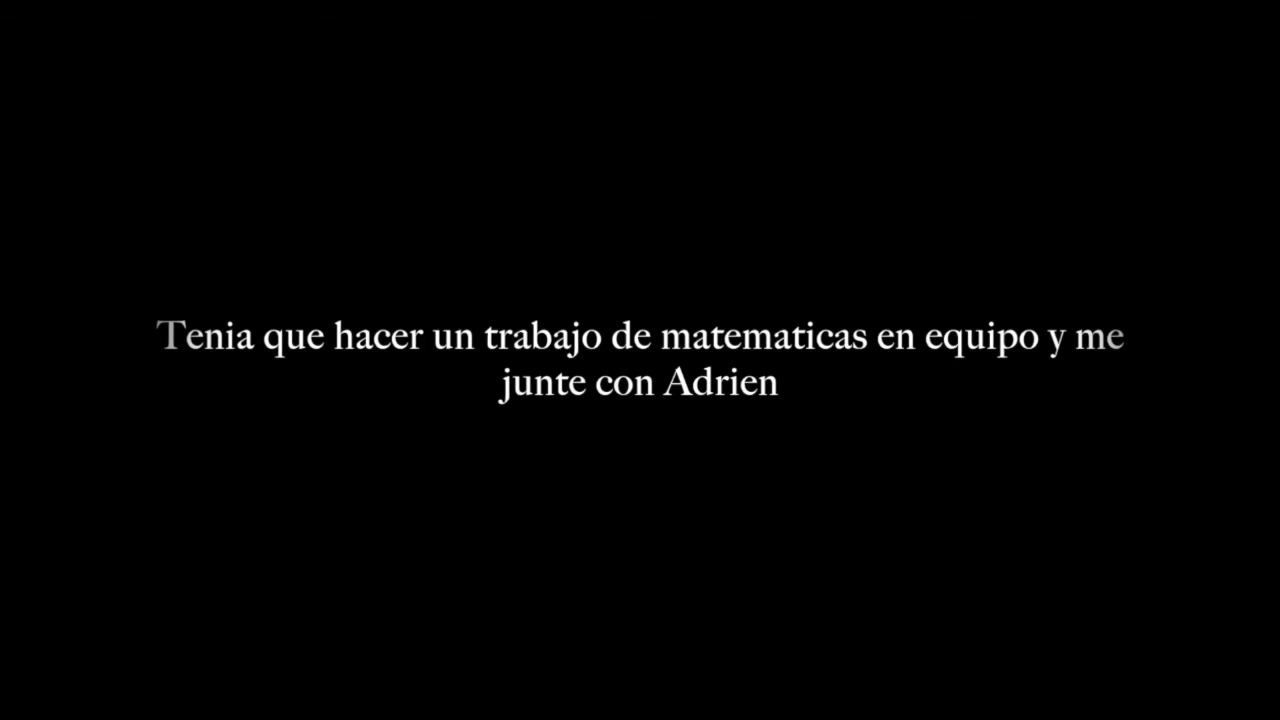 Tenia que hacer un trabajo de matematicas en equipo y me
junte con Adrien